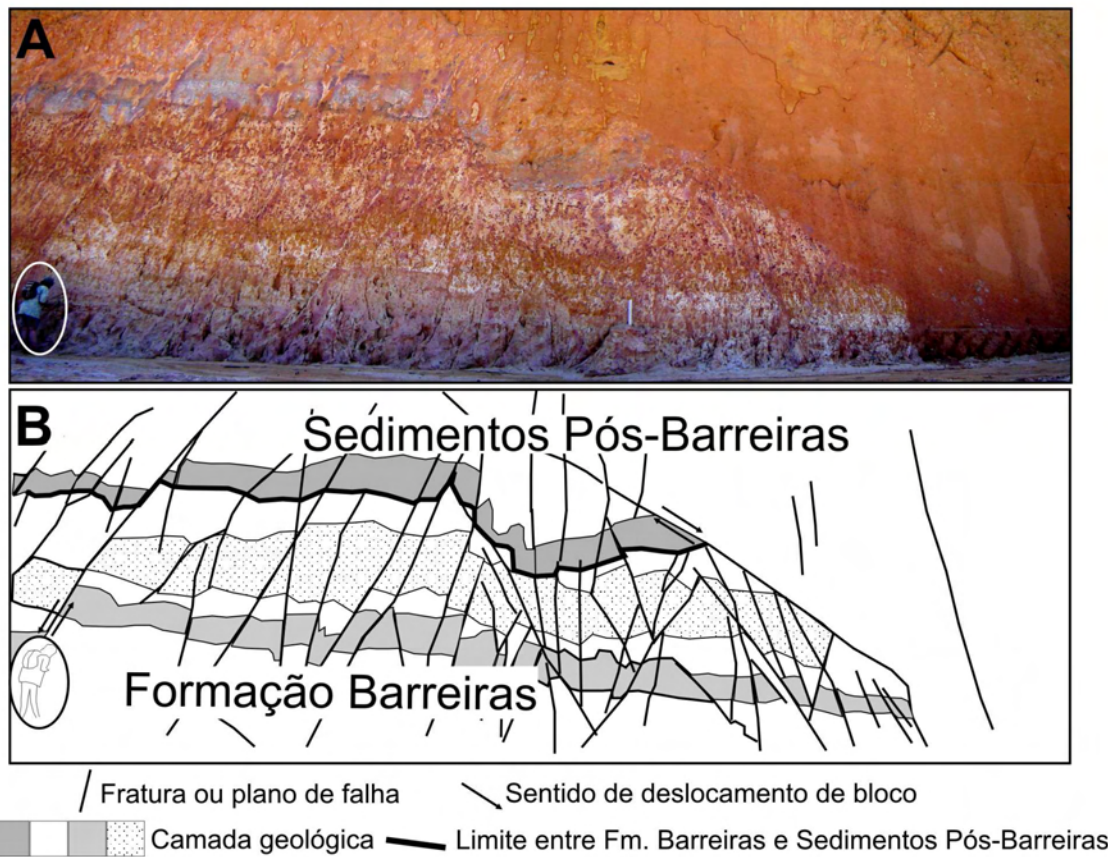 A
B
Sedimentos Pós-Barreiras
Formação Barreiras
Fratura ou plano de falha
Sentido de deslocamento de bloco
Camada geológica
Limite entre Fm. Barreiras e Sedimentos Pós-Barreiras